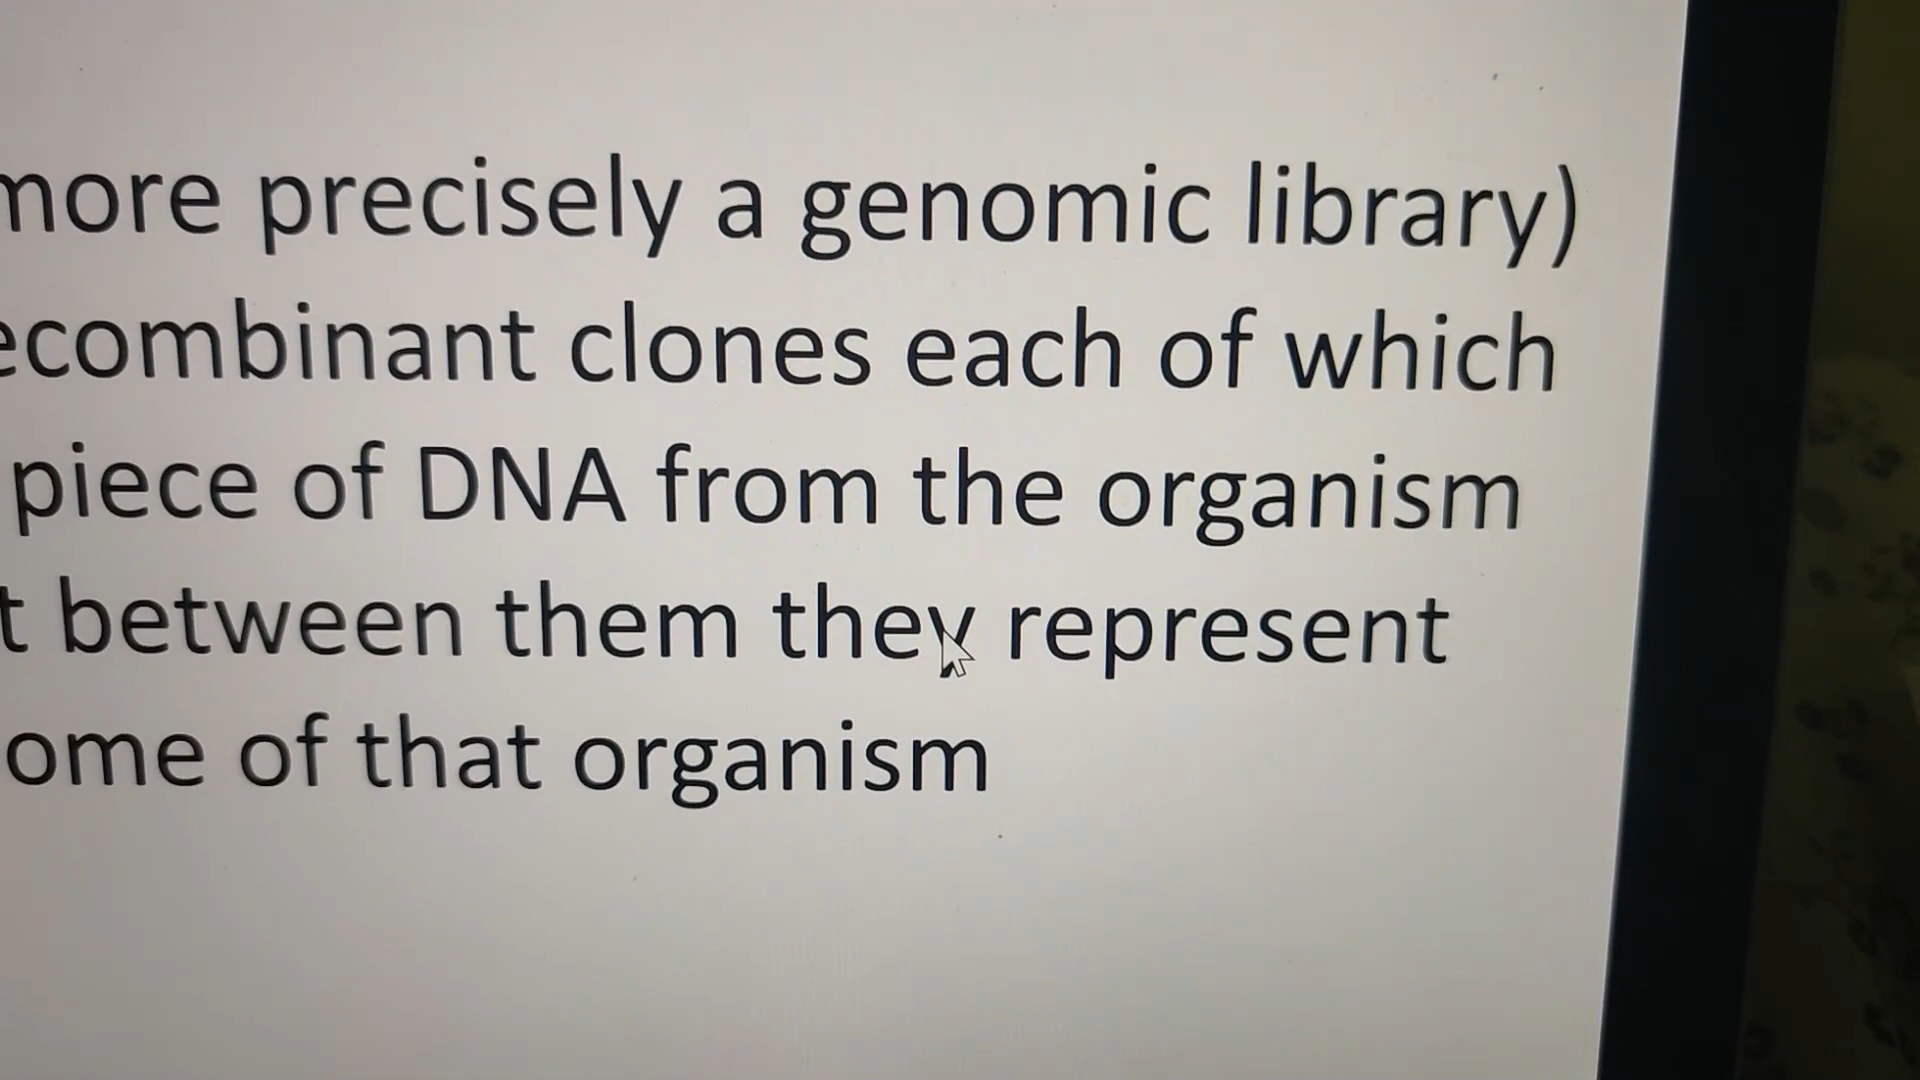 more precisely a genomic library)
ecombinant clones each of which
piece of DNA from the organism
t between them they represent
ome of that organism